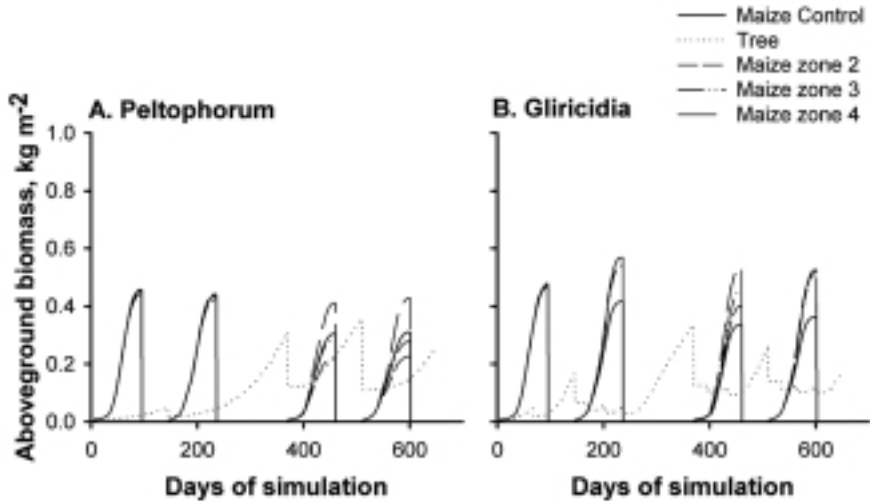 Maize Control
Tree
Maize zone 2
Maize zone 3
Maize zone 4
A. Peltophorum
B. Gliricidia
Aboveground biomass, kg m⁻²
1.0
0.8
0.6
0.4
0.2
0.0
0 200 400 600
0 200 400 600
Days of simulation
Days of simulation